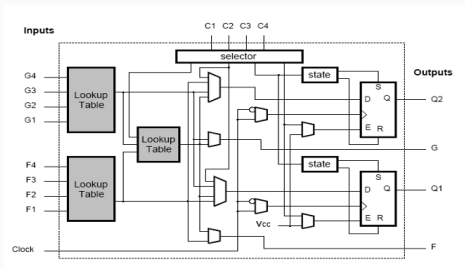 C1 C2 C3 C4
Inputs
selector
Outputs
G4
G3
G2
G1
Lookup
Table
state
S
D Q
E R
Q2
Lookup
Table
G
F4
F3
F2
F1
Lookup
Table
state
S
D Q
E R
Q1
Vcc
Clock
F